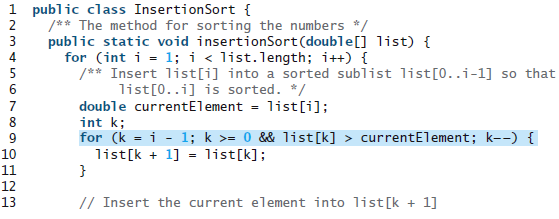 1 public class InsertionSort {
2 /** The method for sorting the numbers */
3 public static void insertionSort(double[] list) {
4 for (int i = 1; i < list.length; i++) {
5 /** Insert list[i] into a sorted sublist list[0..i-1] so that
6 list[0..i] is sorted. */
7 double currentElement = list[i];
8 int k;
9 for (k = i - 1; k >= 0 && list[k] > currentElement; k--) {
10 list[k + 1] = list[k];
11 }
12
13 // Insert the current element into list[k + 1]